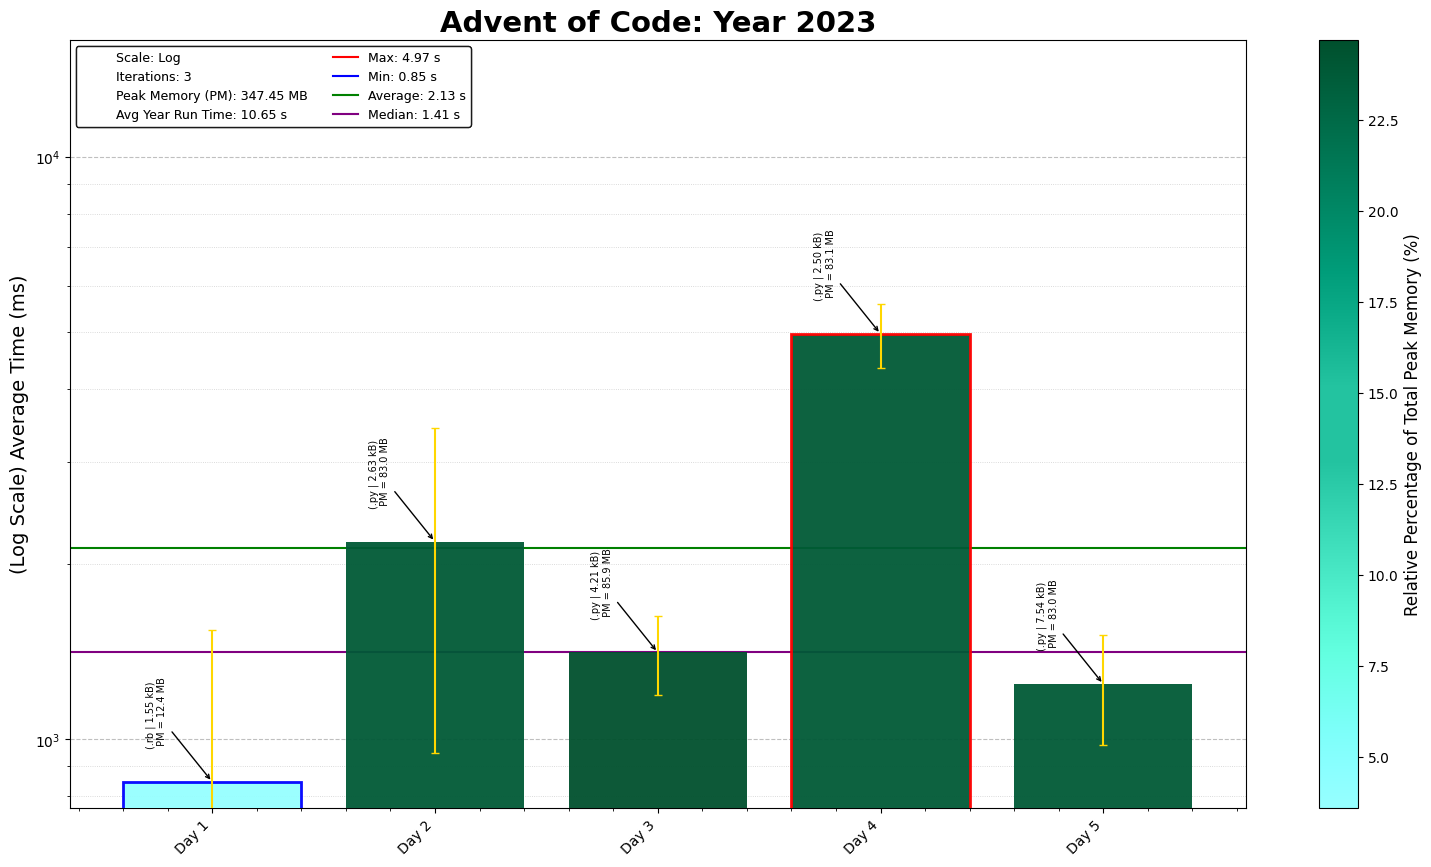 Advent of Code: Year 2023
Scale: Log
Iterations: 3
Peak Memory (PM): 347.45 MB
Avg Year Run Time: 10.65 s
Max: 4.97 s
Min: 0.85 s
Average: 2.13 s
Median: 1.41 s
(Log Scale) Average Time (ms)
10⁴
10³
(.rb | 1.55 kB)
PM = 12.4 MB
(.py | 2.63 kB)
PM = 83.0 MB
(.py | 4.21 kB)
PM = 85.9 MB
(.py | 2.50 kB)
PM = 83.1 MB
(.py | 7.54 kB)
PM = 83.0 MB
Day 1
Day 2
Day 3
Day 4
Day 5
22.5
20.0
17.5
15.0
12.5
10.0
7.5
5.0
Relative Percentage of Total Peak Memory (%)